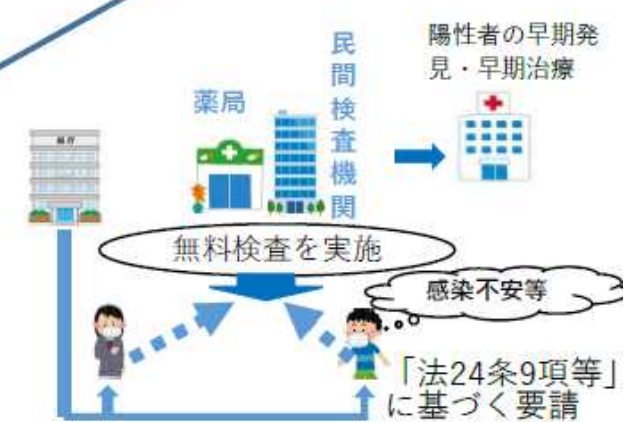 陽性者の早期発
見・早期治療
民間検査機関
薬局
県庁
無料検査を実施
感染不安等
「法24条9項等」
に基づく要請